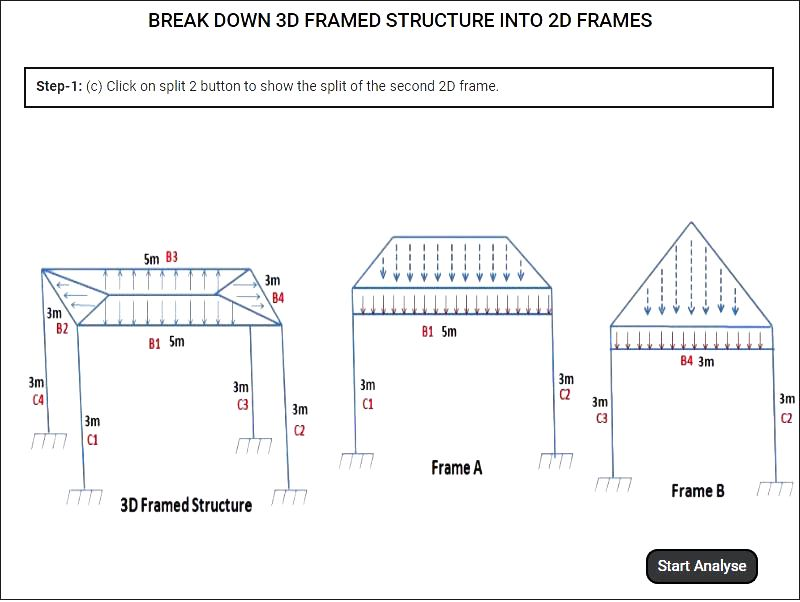 BREAK DOWN 3D FRAMED STRUCTURE INTO 2D FRAMES
Step-1: (c) Click on split 2 button to show the split of the second 2D frame.
5m B3
3m
B4
3m
B2
B1 5m
3m
C4
3m
C1
3m
C3
3m
C2
3D Framed Structure
B1 5m
3m
C1
3m
C2
Frame A
B4 3m
3m
C3
3m
C2
Frame B
Start Analyse